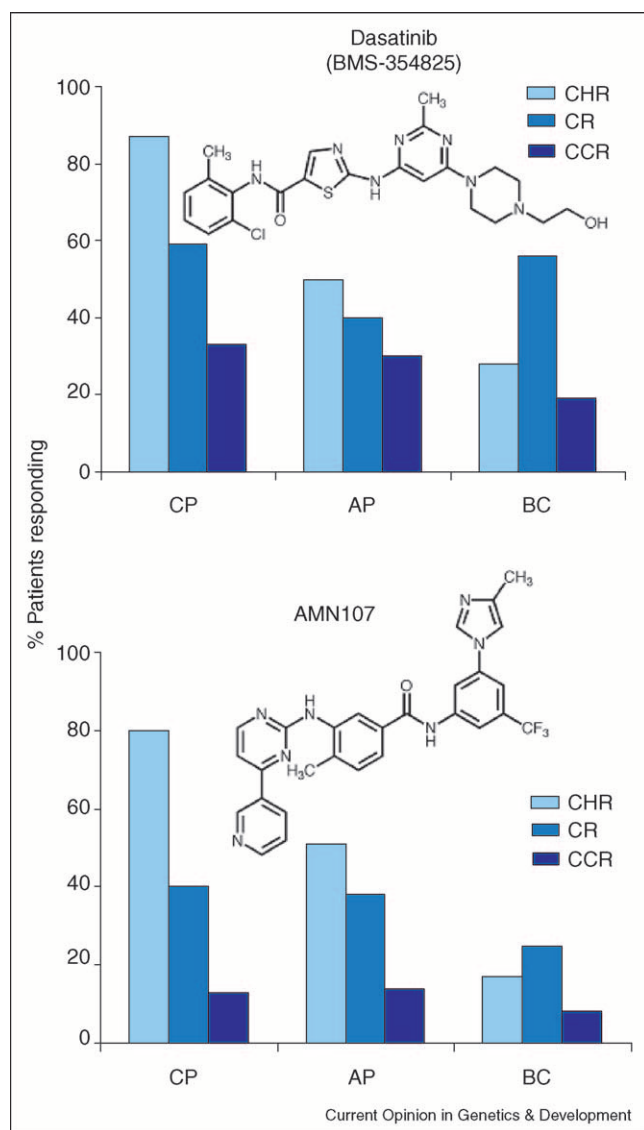 Dasatinib
(BMS-354825)
100
80
60
40
20
0
CHR
CR
CCR
CH3
N
N
CH3
H
N
N
S
NH
N
N
O
Cl
OH
CP
AP
BC
% Patients responding
AMN107
100
80
60
40
20
0
CH3
N
N
H
N
O
N
N
H3C
N
H
CF3
N
CHR
CR
CCR
CP
AP
BC
Current Opinion in Genetics & Development